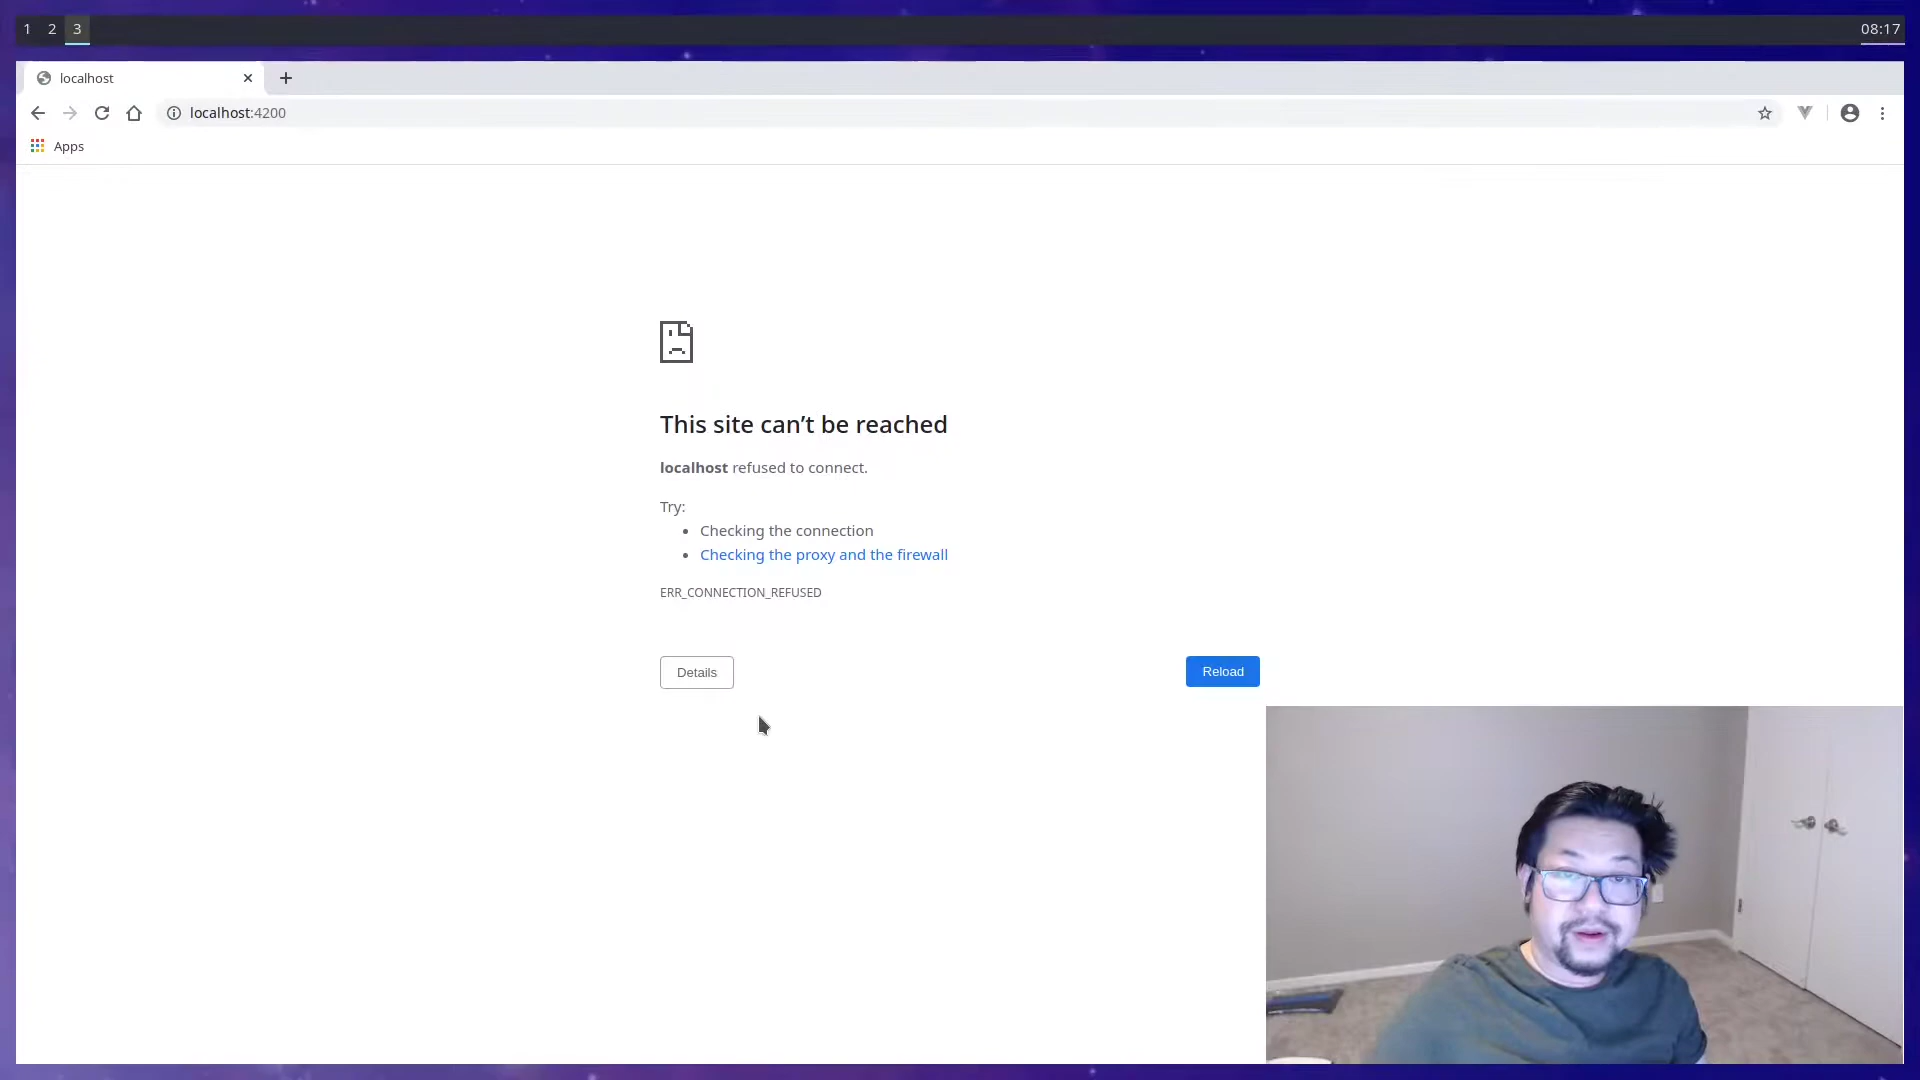 1 2 3
08:17
localhost
localhost:4200
Apps
This site can’t be reached
localhost refused to connect.
Try:
Checking the connection
Checking the proxy and the firewall
ERR_CONNECTION_REFUSED
Details
Reload